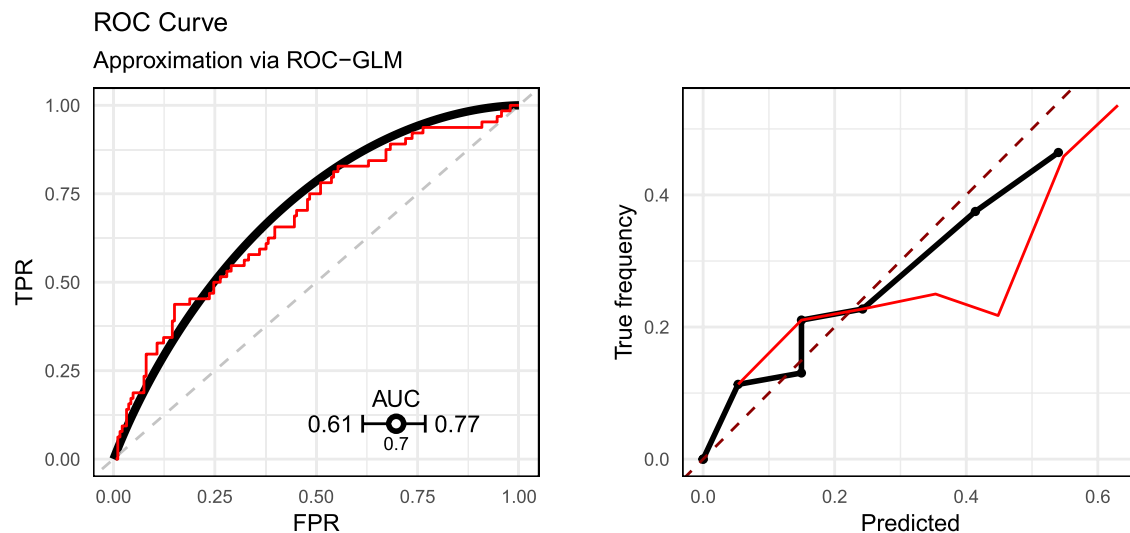 ROC Curve
Approximation via ROC−GLM
TPR
1.00
0.75
0.50
0.25
0.00
AUC
0.61
0.77
0.7
0.00 0.25 0.50 0.75 1.00
FPR
True frequency
0.4
0.2
0.0
0.0 0.2 0.4 0.6
Predicted